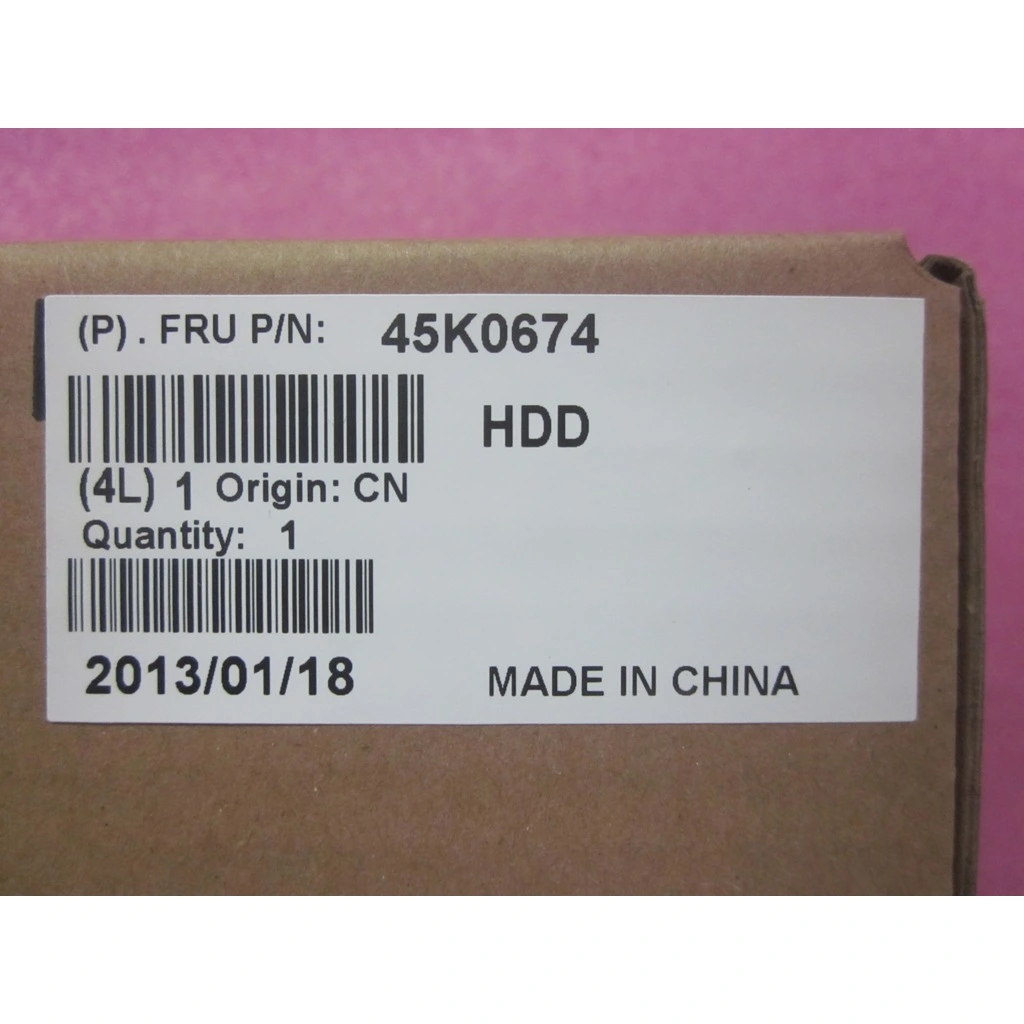 (P) . FRU P/N: 45K0674
HDD
(4L) 1 Origin: CN
Quantity: 1
2013/01/18 MADE IN CHINA